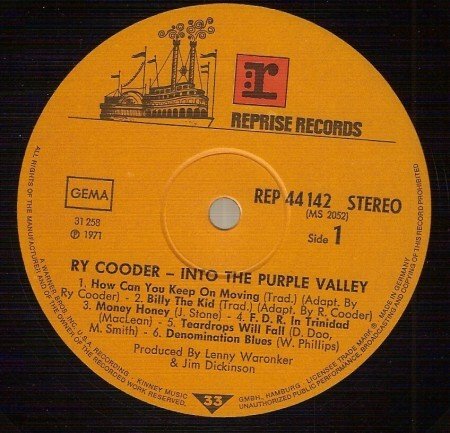 r
REPRISE RECORDS
GEMA
31 258
Ⓟ 1971
REP 44 142 STEREO
(MS 2052)
Side 1
RY COODER – INTO THE PURPLE VALLEY
1. How Can You Keep On Moving (Trad.) (Adapt. By
Ry Cooder) - 2. Billy The Kid (Trad.) (Adapt. By R. Cooder)
3. Money Honey (J. Stone) - 4. F. D. R. In Trinidad
(MacLean) - 5. Teardrops Will Fall (D. Doo,
M. Smith) - 6. Denomination Blues (W. Phillips)
Produced By Lenny Waronker
& Jim Dickinson
33
ALL RIGHTS OF THE MANUFACTURER AND OF THE OWNER OF THE RECORDED WORK RESERVED.
A WARNER BROS. INC. U.S.A. RECORDING
KINNEY MUSIC GMBH, HAMBURG
LICENSEE TRADE MARK ® MADE IN GERMANY
UNAUTHORIZED PUBLIC PERFORMANCE, BROADCASTING AND COPYING OF THIS RECORD PROHIBITED